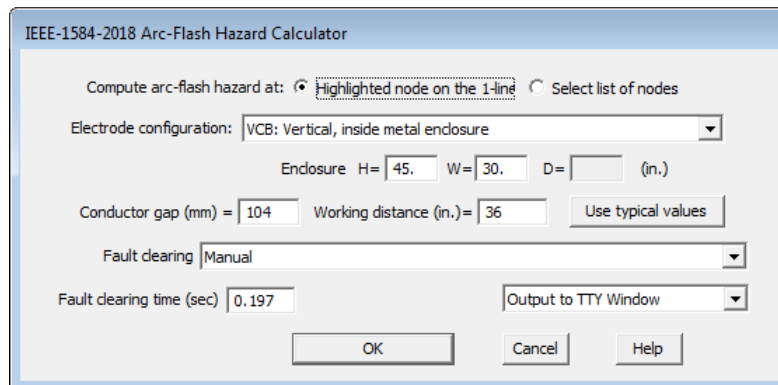 IEEE-1584-2018 Arc-Flash Hazard Calculator
Compute arc-flash hazard at: Highlighted node on the 1-line Select list of nodes
Electrode configuration: VCB: Vertical, inside metal enclosure
Enclosure H= 45. W= 30. D= (in.)
Conductor gap (mm) = 104 Working distance (in.)= 36 Use typical values
Fault clearing Manual
Fault clearing time (sec) 0.197 Output to TTY Window
OK Cancel Help